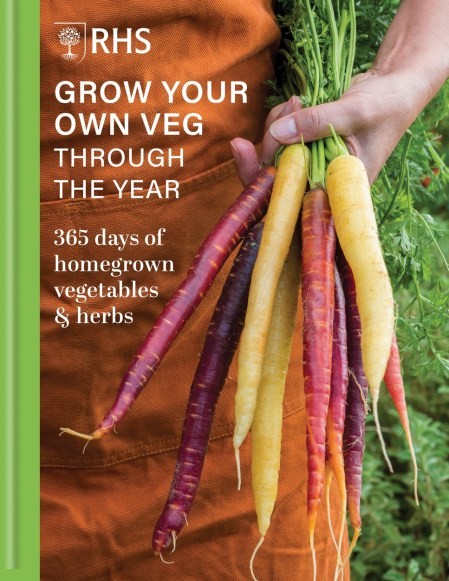 RHS
GROW YOUR
OWN VEG
THROUGH
THE YEAR
365 days of
homegrown
vegetables
& herbs